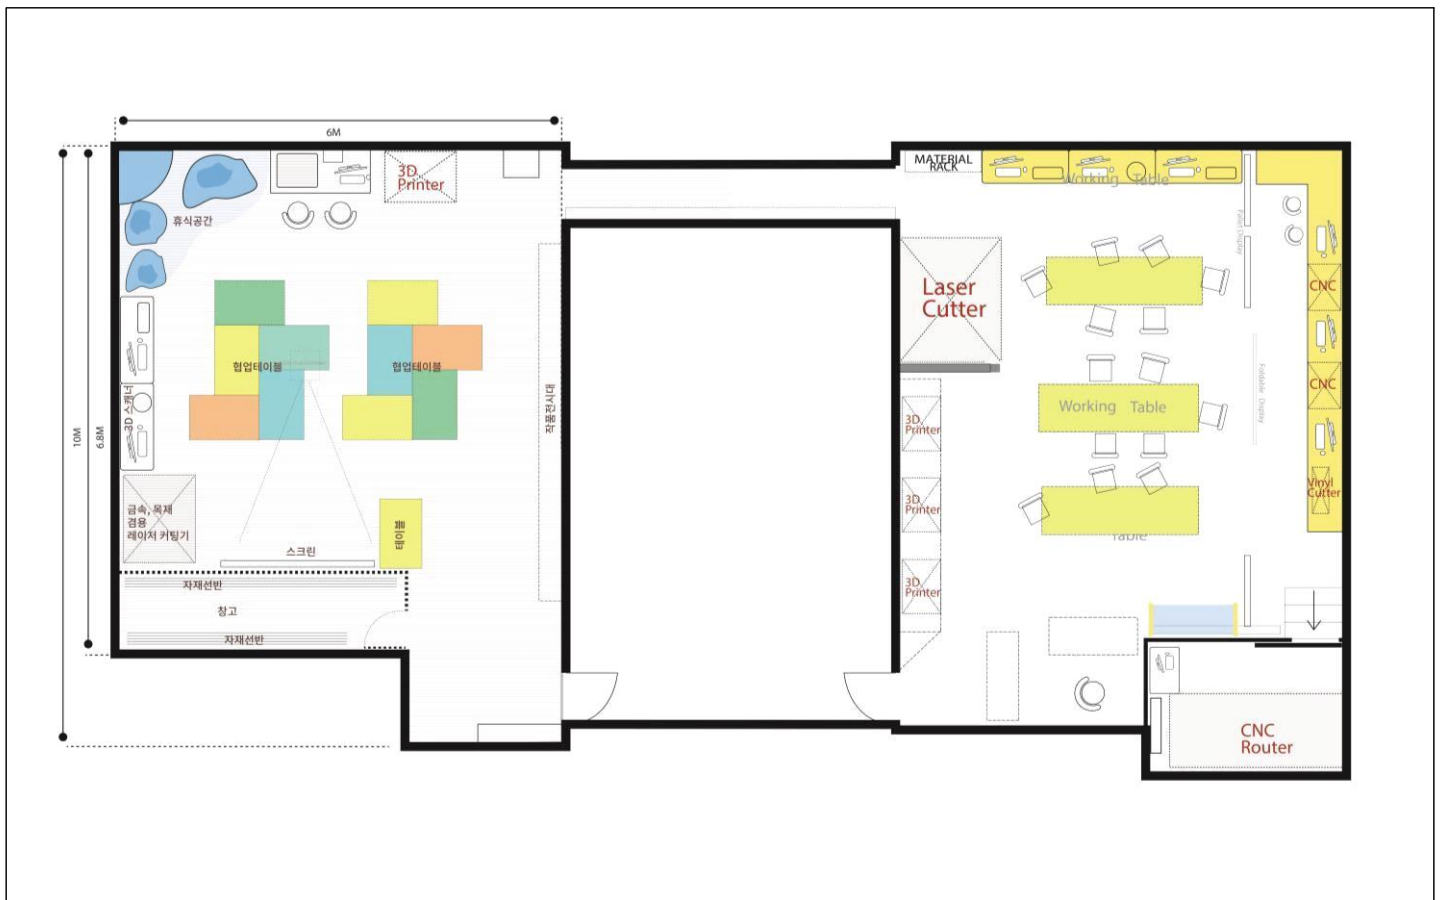 6M
10M
6.8M
휴식공간
3D
Printer
협업테이블
협업테이블
3D 스캐너
작품전시대
금속, 목재
겸용
레이저 커팅기
스크린
테이블
자재선반
창고
자재선반
MATERIAL
RACK
Working Table
Laser
Cutter
Pallet Display
CNC
Foldable Display
CNC
Working Table
3D
Printer
3D
Printer
3D
Printer
Vinyl
Cutter
Table
CNC
Router